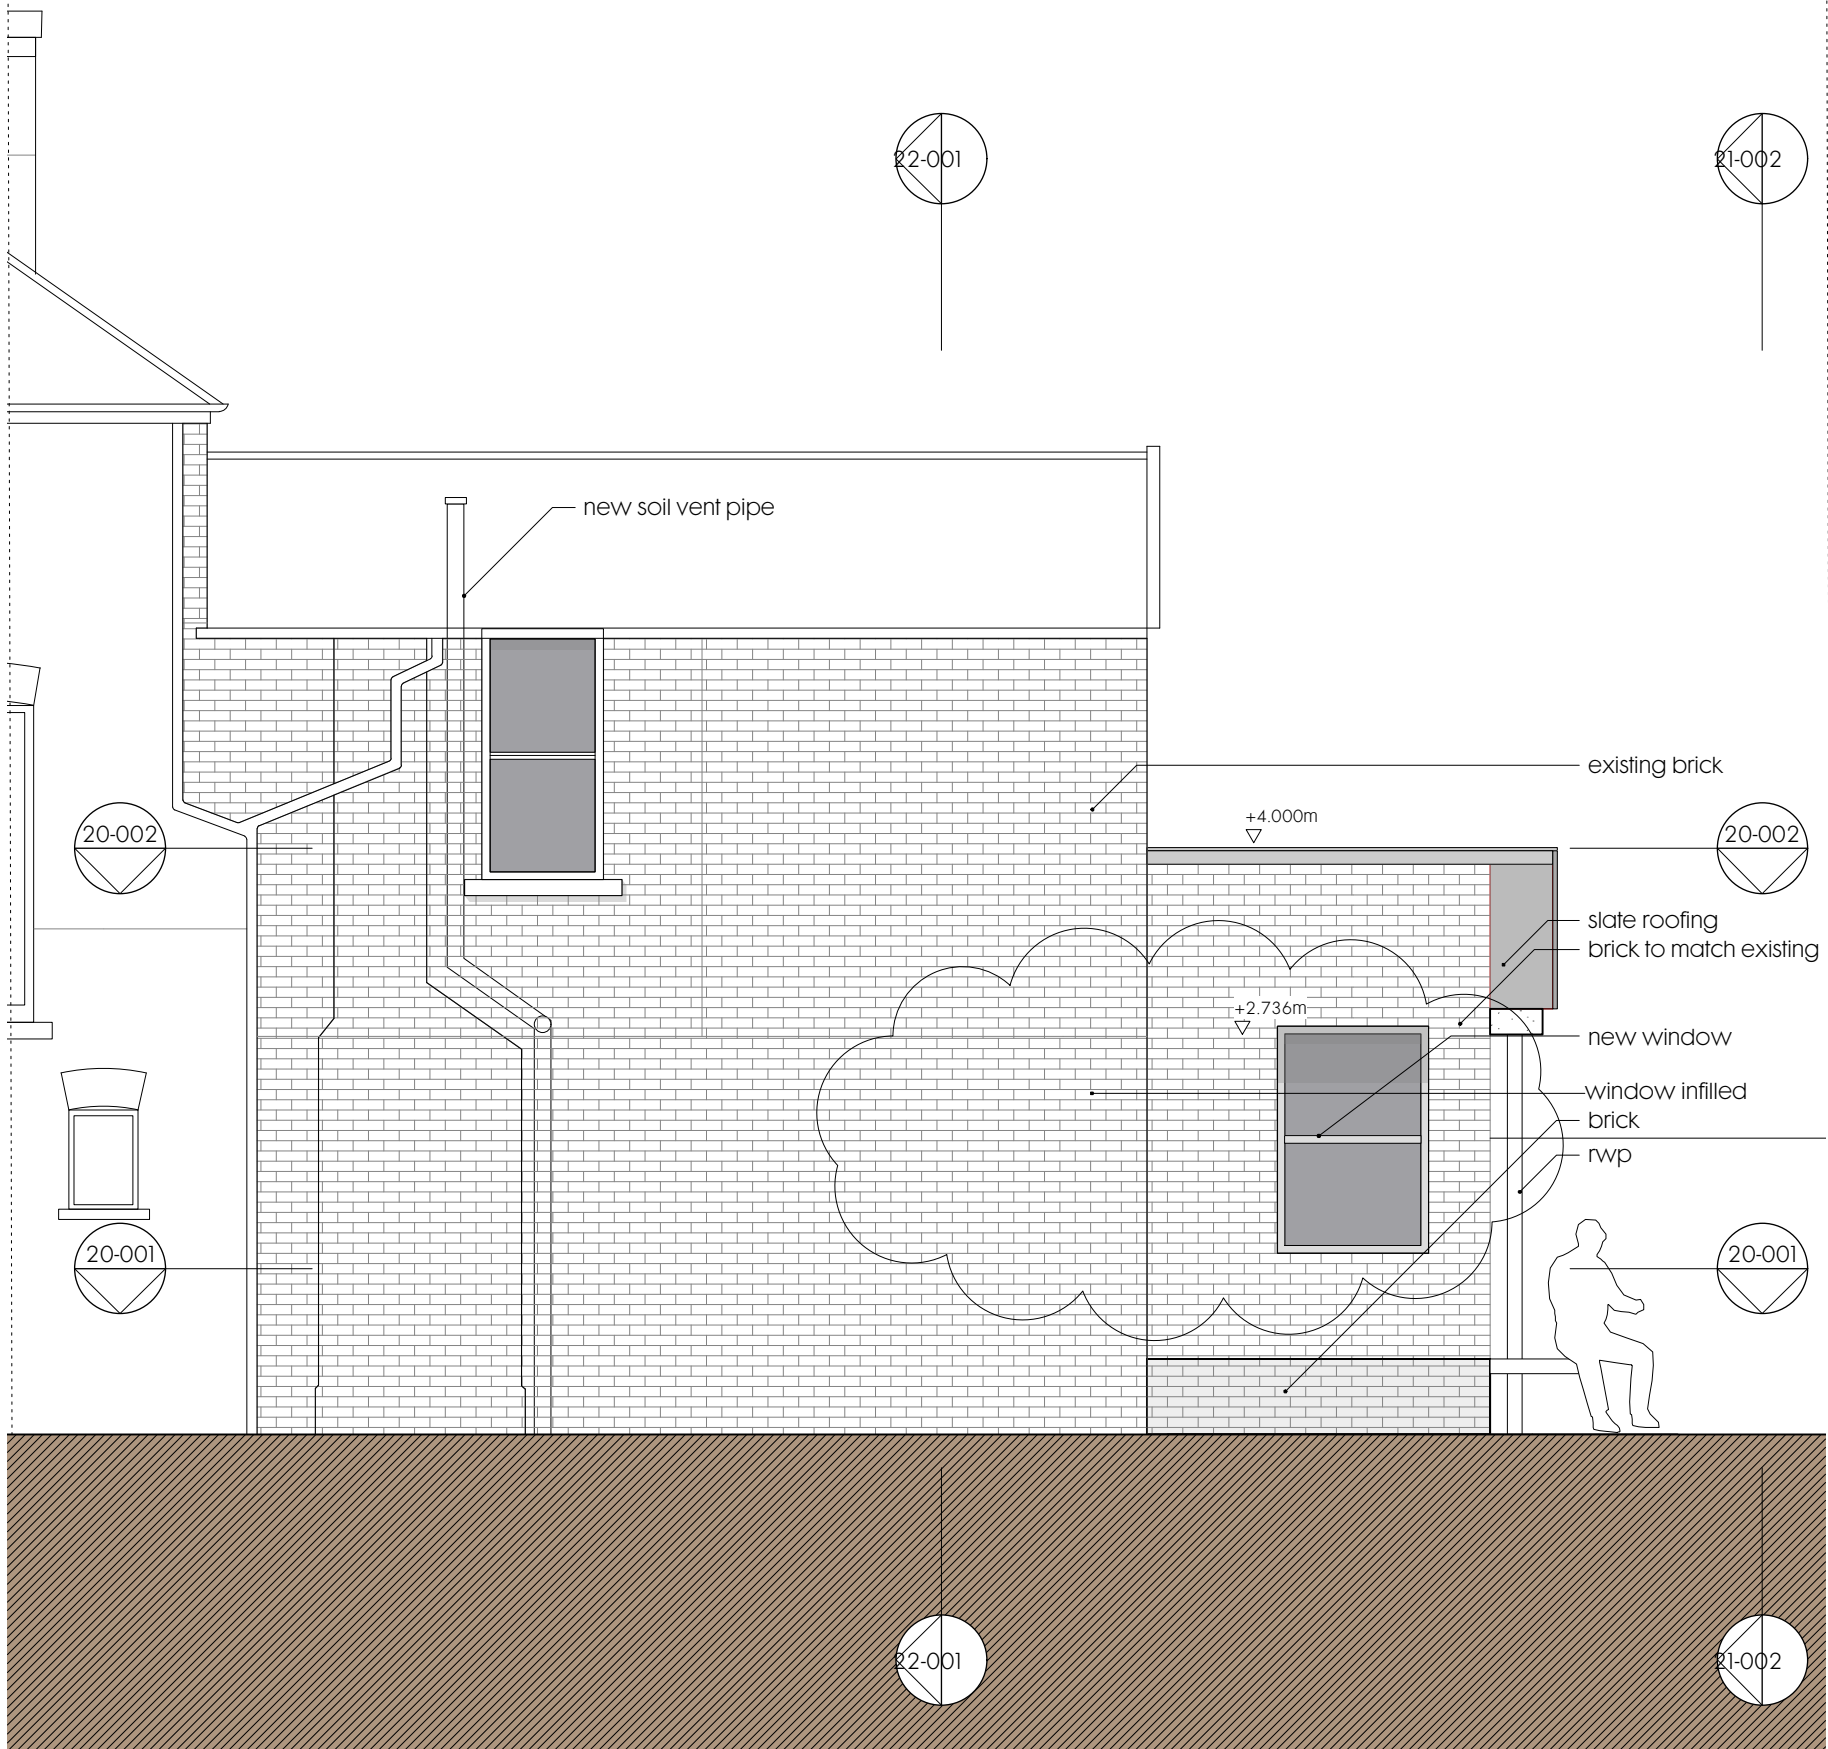 22-001
21-002
new soil vent pipe
existing brick
+4.000m
20-002
20-002
slate roofing
brick to match existing
+2.736m
new window
window infilled
brick
rwp
20-001
20-001
22-001
21-002